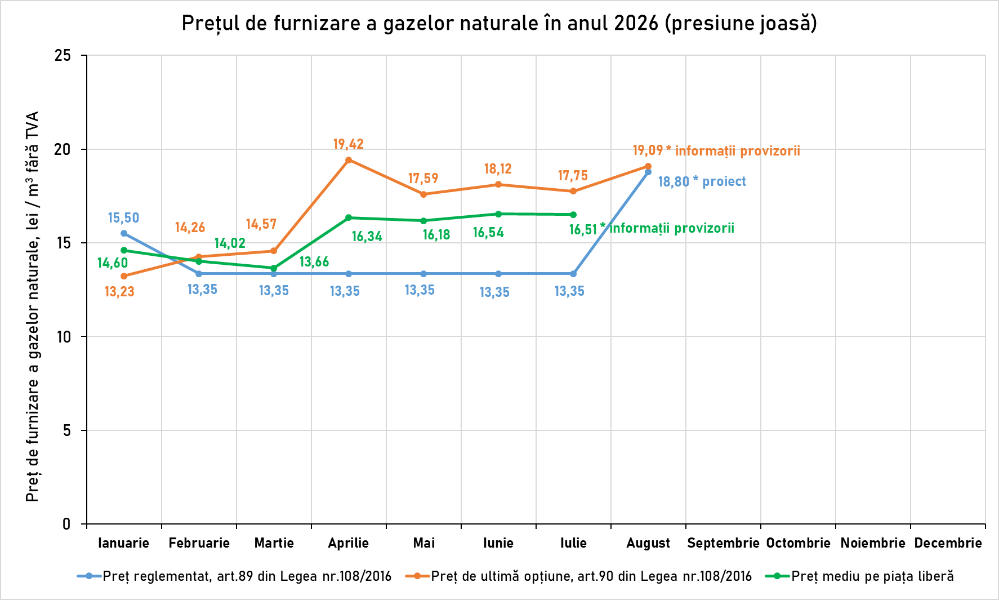 Prețul de furnizare a gazelor naturale în anul 2026 (presiune joasă)
Preț de furnizare a gazelor naturale, lei / m³ fără TVA
25
20
15
10
5
0
19,42
17,59
18,12
17,75
19,09 * informații provizorii
18,80 * proiect
15,50
14,26
14,57
14,02
14,60
13,66
16,34
16,18
16,54
16,51 * informații provizorii
13,23
13,35
13,35
13,35
13,35
13,35
13,35
Ianuarie
Februarie
Martie
Aprilie
Mai
Iunie
Iulie
August
Septembrie
Octombrie
Noiembrie
Decembrie
Preț reglementat, art.89 din Legea nr.108/2016
Preț de ultimă opțiune, art.90 din Legea nr.108/2016
Preț mediu pe piața liberă